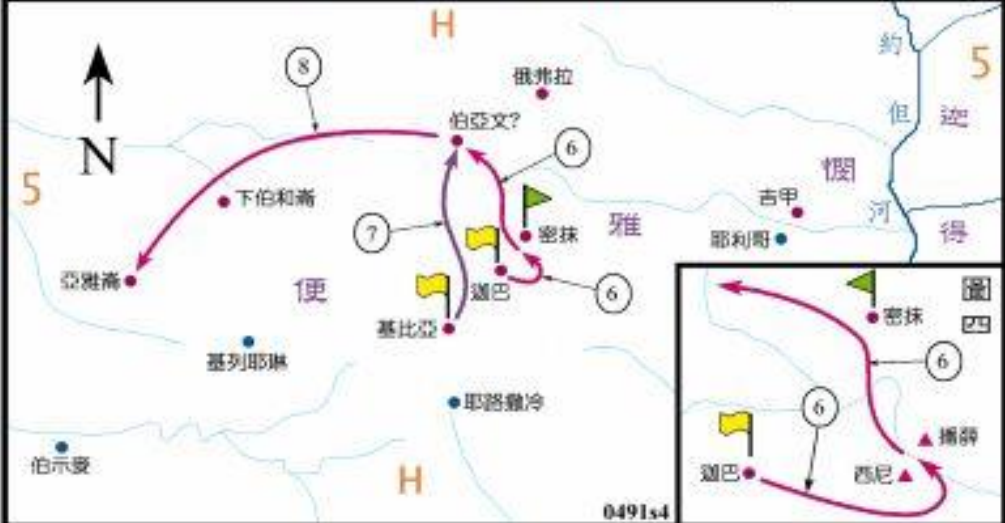 H
約
5
8
俄弗拉
但
迦
伯亞文?
N
6
憫
5
下伯和崙
吉甲
河
7
密抹
雅
耶利哥
得
亞雅崙
便
迦巴
6
圖
基比亞
密抹
四
基列耶琳
6
6
耶路撒冷
播薛
伯示麥
迦巴
西尼
H
0491s4